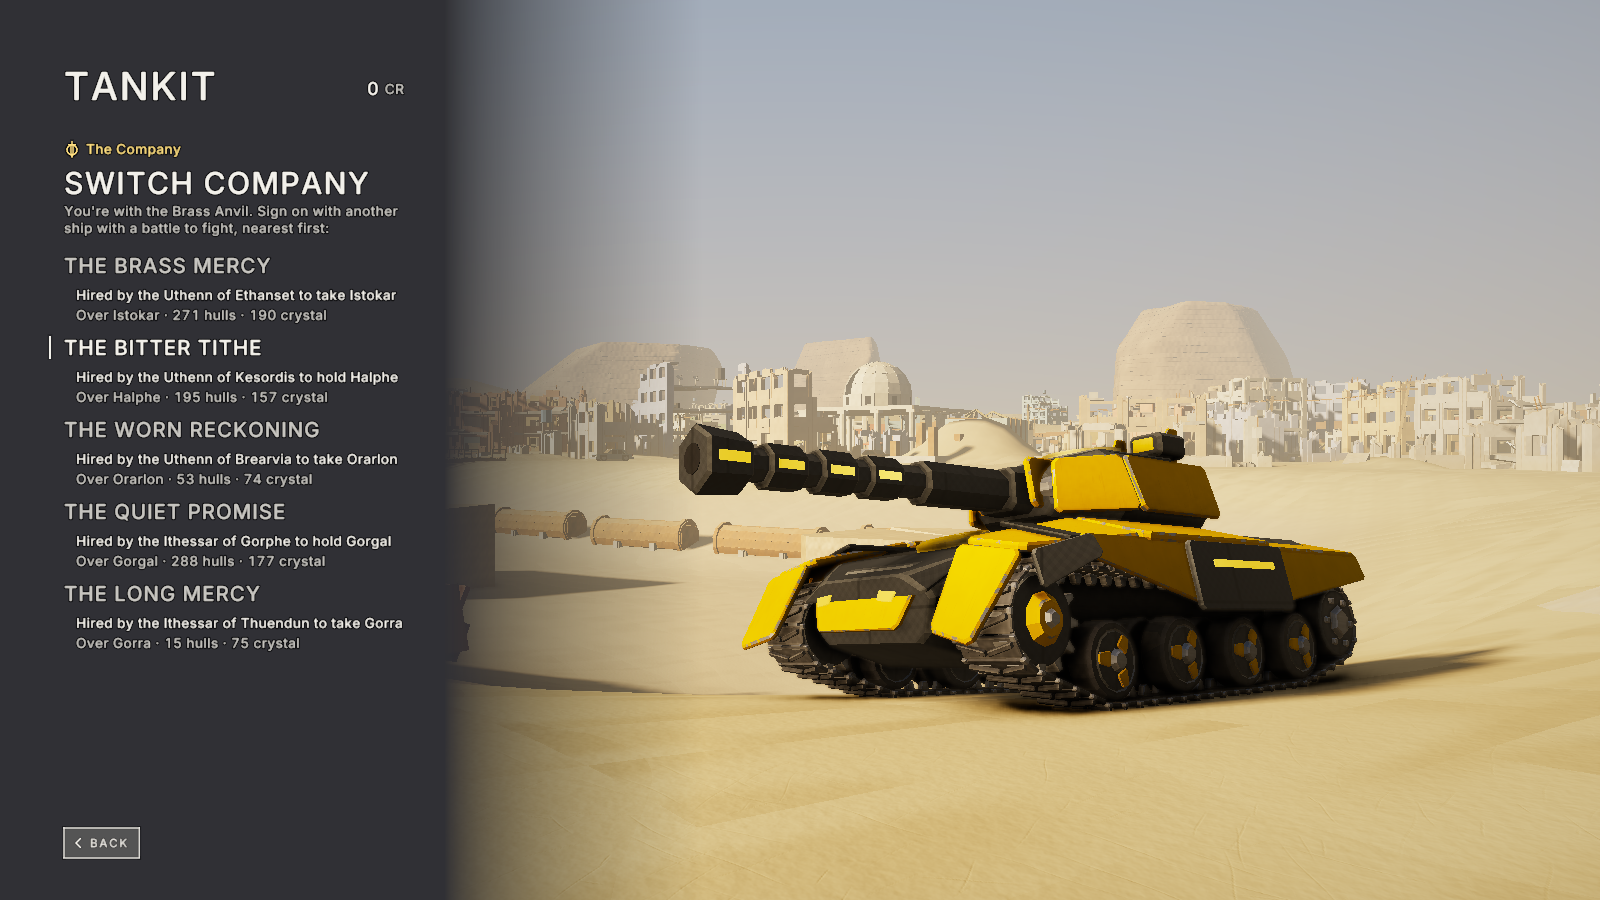 TANKIT
0 CR
The Company
SWITCH COMPANY
You're with the Brass Anvil. Sign on with another
ship with a battle to fight, nearest first:
THE BRASS MERCY
Hired by the Uthenn of Ethanset to take Istokar
Over Istokar · 271 hulls · 190 crystal
THE BITTER TITHE
Hired by the Uthenn of Kesordis to hold Halphe
Over Halphe · 195 hulls · 157 crystal
THE WORN RECKONING
Hired by the Uthenn of Brearvia to take Orarlon
Over Orarlon · 53 hulls · 74 crystal
THE QUIET PROMISE
Hired by the Ithessar of Gorphe to hold Gorgal
Over Gorgal · 288 hulls · 177 crystal
THE LONG MERCY
Hired by the Ithessar of Thuendun to take Gorra
Over Gorra · 15 hulls · 75 crystal
BACK